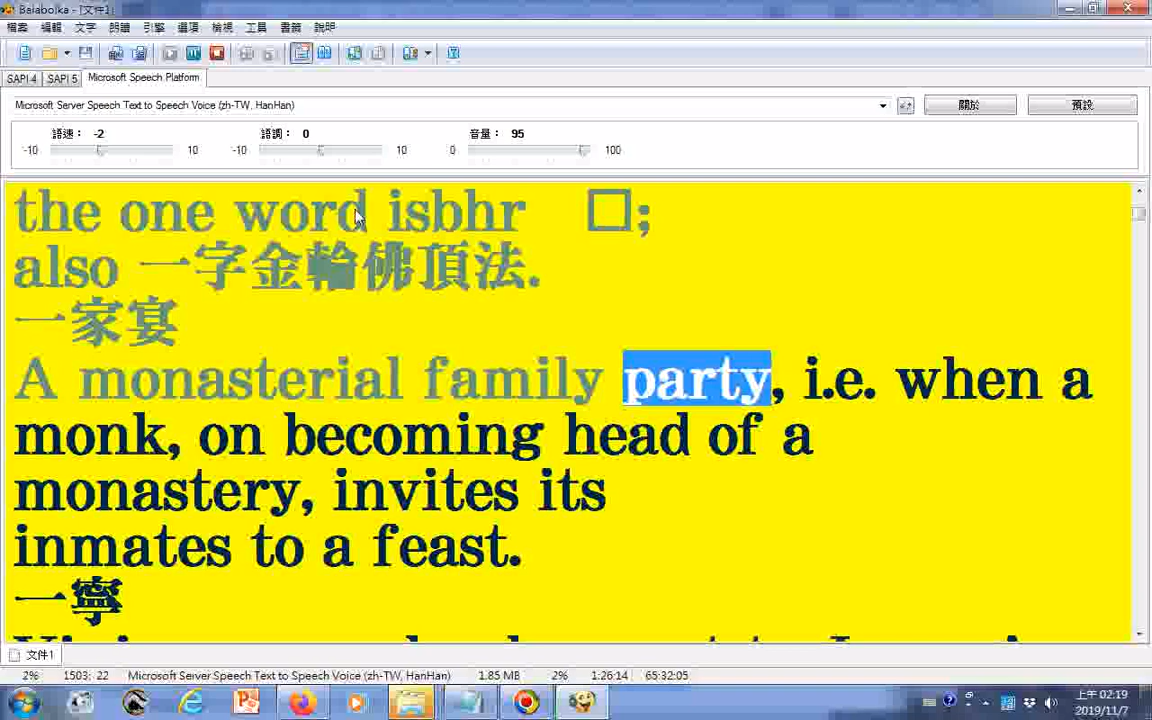 Balabolka - [文件1]
檔案 編輯 文字 朗讀 引擎 選項 檢視 工具 書籤 說明
SAPI 4 SAPI 5 Microsoft Speech Platform
Microsoft Server Speech Text to Speech Voice (zh-TW, HanHan) 關於 預設
語速： -2 語調： 0 音量： 95
-10 10 -10 10 0 100
the one word isbhr □;
also 一字金輪佛頂法.
一家宴
A monasterial family party, i.e. when a
monk, on becoming head of a
monastery, invites its
inmates to a feast.
一寧
文件1
2% 1503: 22 Microsoft Server Speech Text to Speech Voice (zh-TW, HanHan) 1.85 MB 2% 1:26:14 65:32:05
上午 02:19
2019/11/7